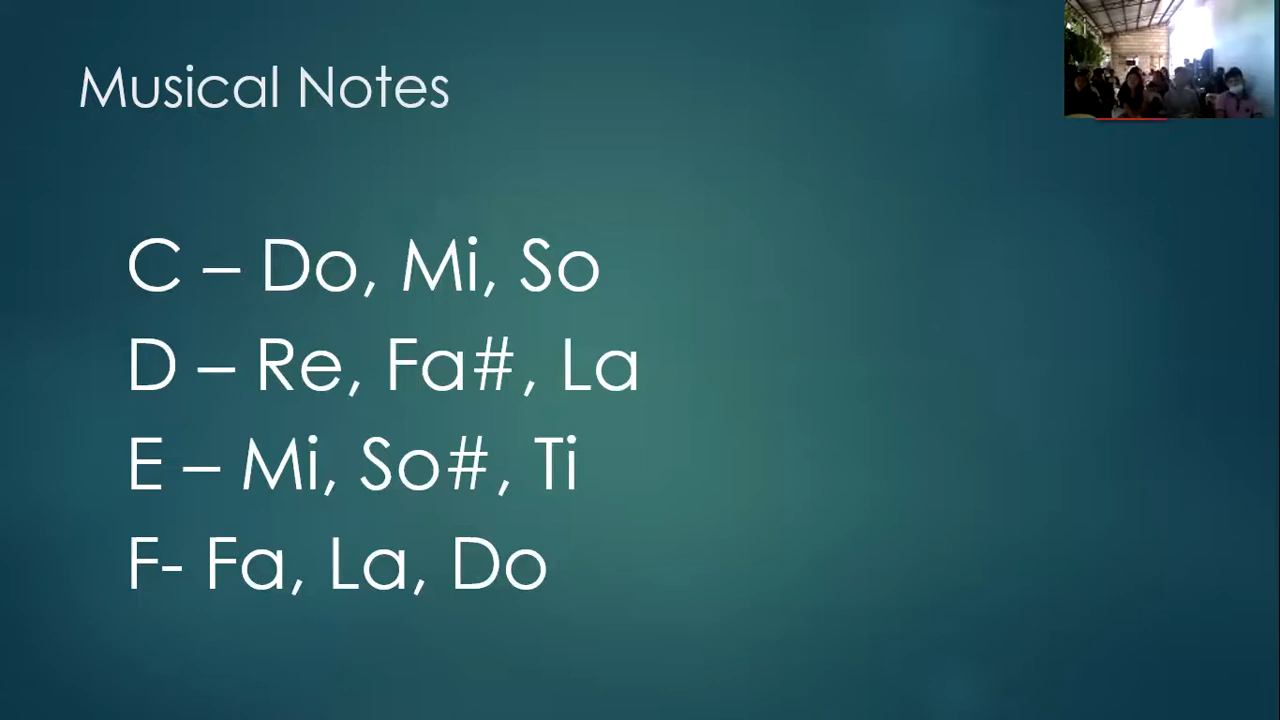 Musical Notes
C – Do, Mi, So
D – Re, Fa#, La
E – Mi, So#, Ti
F- Fa, La, Do